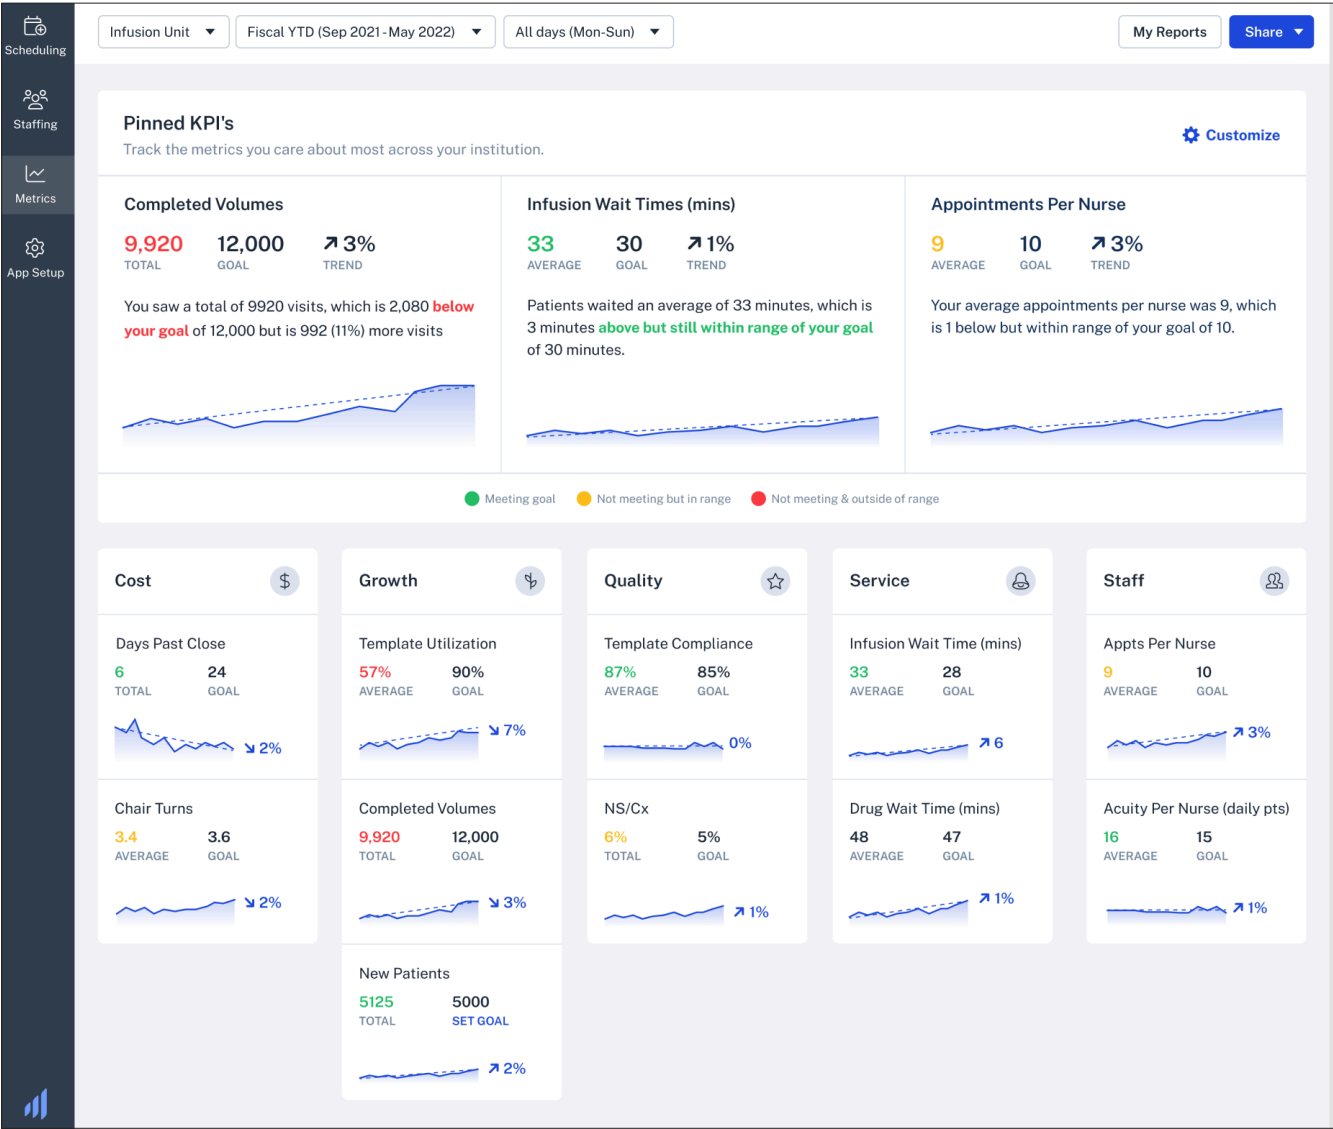 Scheduling
Staffing
Metrics
App Setup
Infusion Unit
Fiscal YTD (Sep 2021 - May 2022)
All days (Mon-Sun)
My Reports
Share
Pinned KPI's
Track the metrics you care about most across your institution.
Customize
Completed Volumes
9,920 12,000 3%
TOTAL GOAL TREND
You saw a total of 9920 visits, which is 2,080 below
your goal of 12,000 but is 992 (11%) more visits
Infusion Wait Times (mins)
33 30 1%
AVERAGE GOAL TREND
Patients waited an average of 33 minutes, which is
3 minutes above but still within range of your goal
of 30 minutes.
Appointments Per Nurse
9 10 3%
AVERAGE GOAL TREND
Your average appointments per nurse was 9, which
is 1 below but within range of your goal of 10.
Meeting goal Not meeting but in range Not meeting & outside of range
Cost
$
Days Past Close
6 24
TOTAL GOAL
2%
Chair Turns
3.4 3.6
AVERAGE GOAL
2%
Growth
Template Utilization
57% 90%
AVERAGE GOAL
7%
Completed Volumes
9,920 12,000
TOTAL GOAL
3%
New Patients
5125 5000
TOTAL SET GOAL
2%
Quality
Template Compliance
87% 85%
AVERAGE GOAL
0%
NS/Cx
6% 5%
TOTAL GOAL
1%
Service
Infusion Wait Time (mins)
33 28
AVERAGE GOAL
6
Drug Wait Time (mins)
48 47
AVERAGE GOAL
1%
Staff
Appts Per Nurse
9 10
AVERAGE GOAL
3%
Acuity Per Nurse (daily pts)
16 15
AVERAGE GOAL
1%